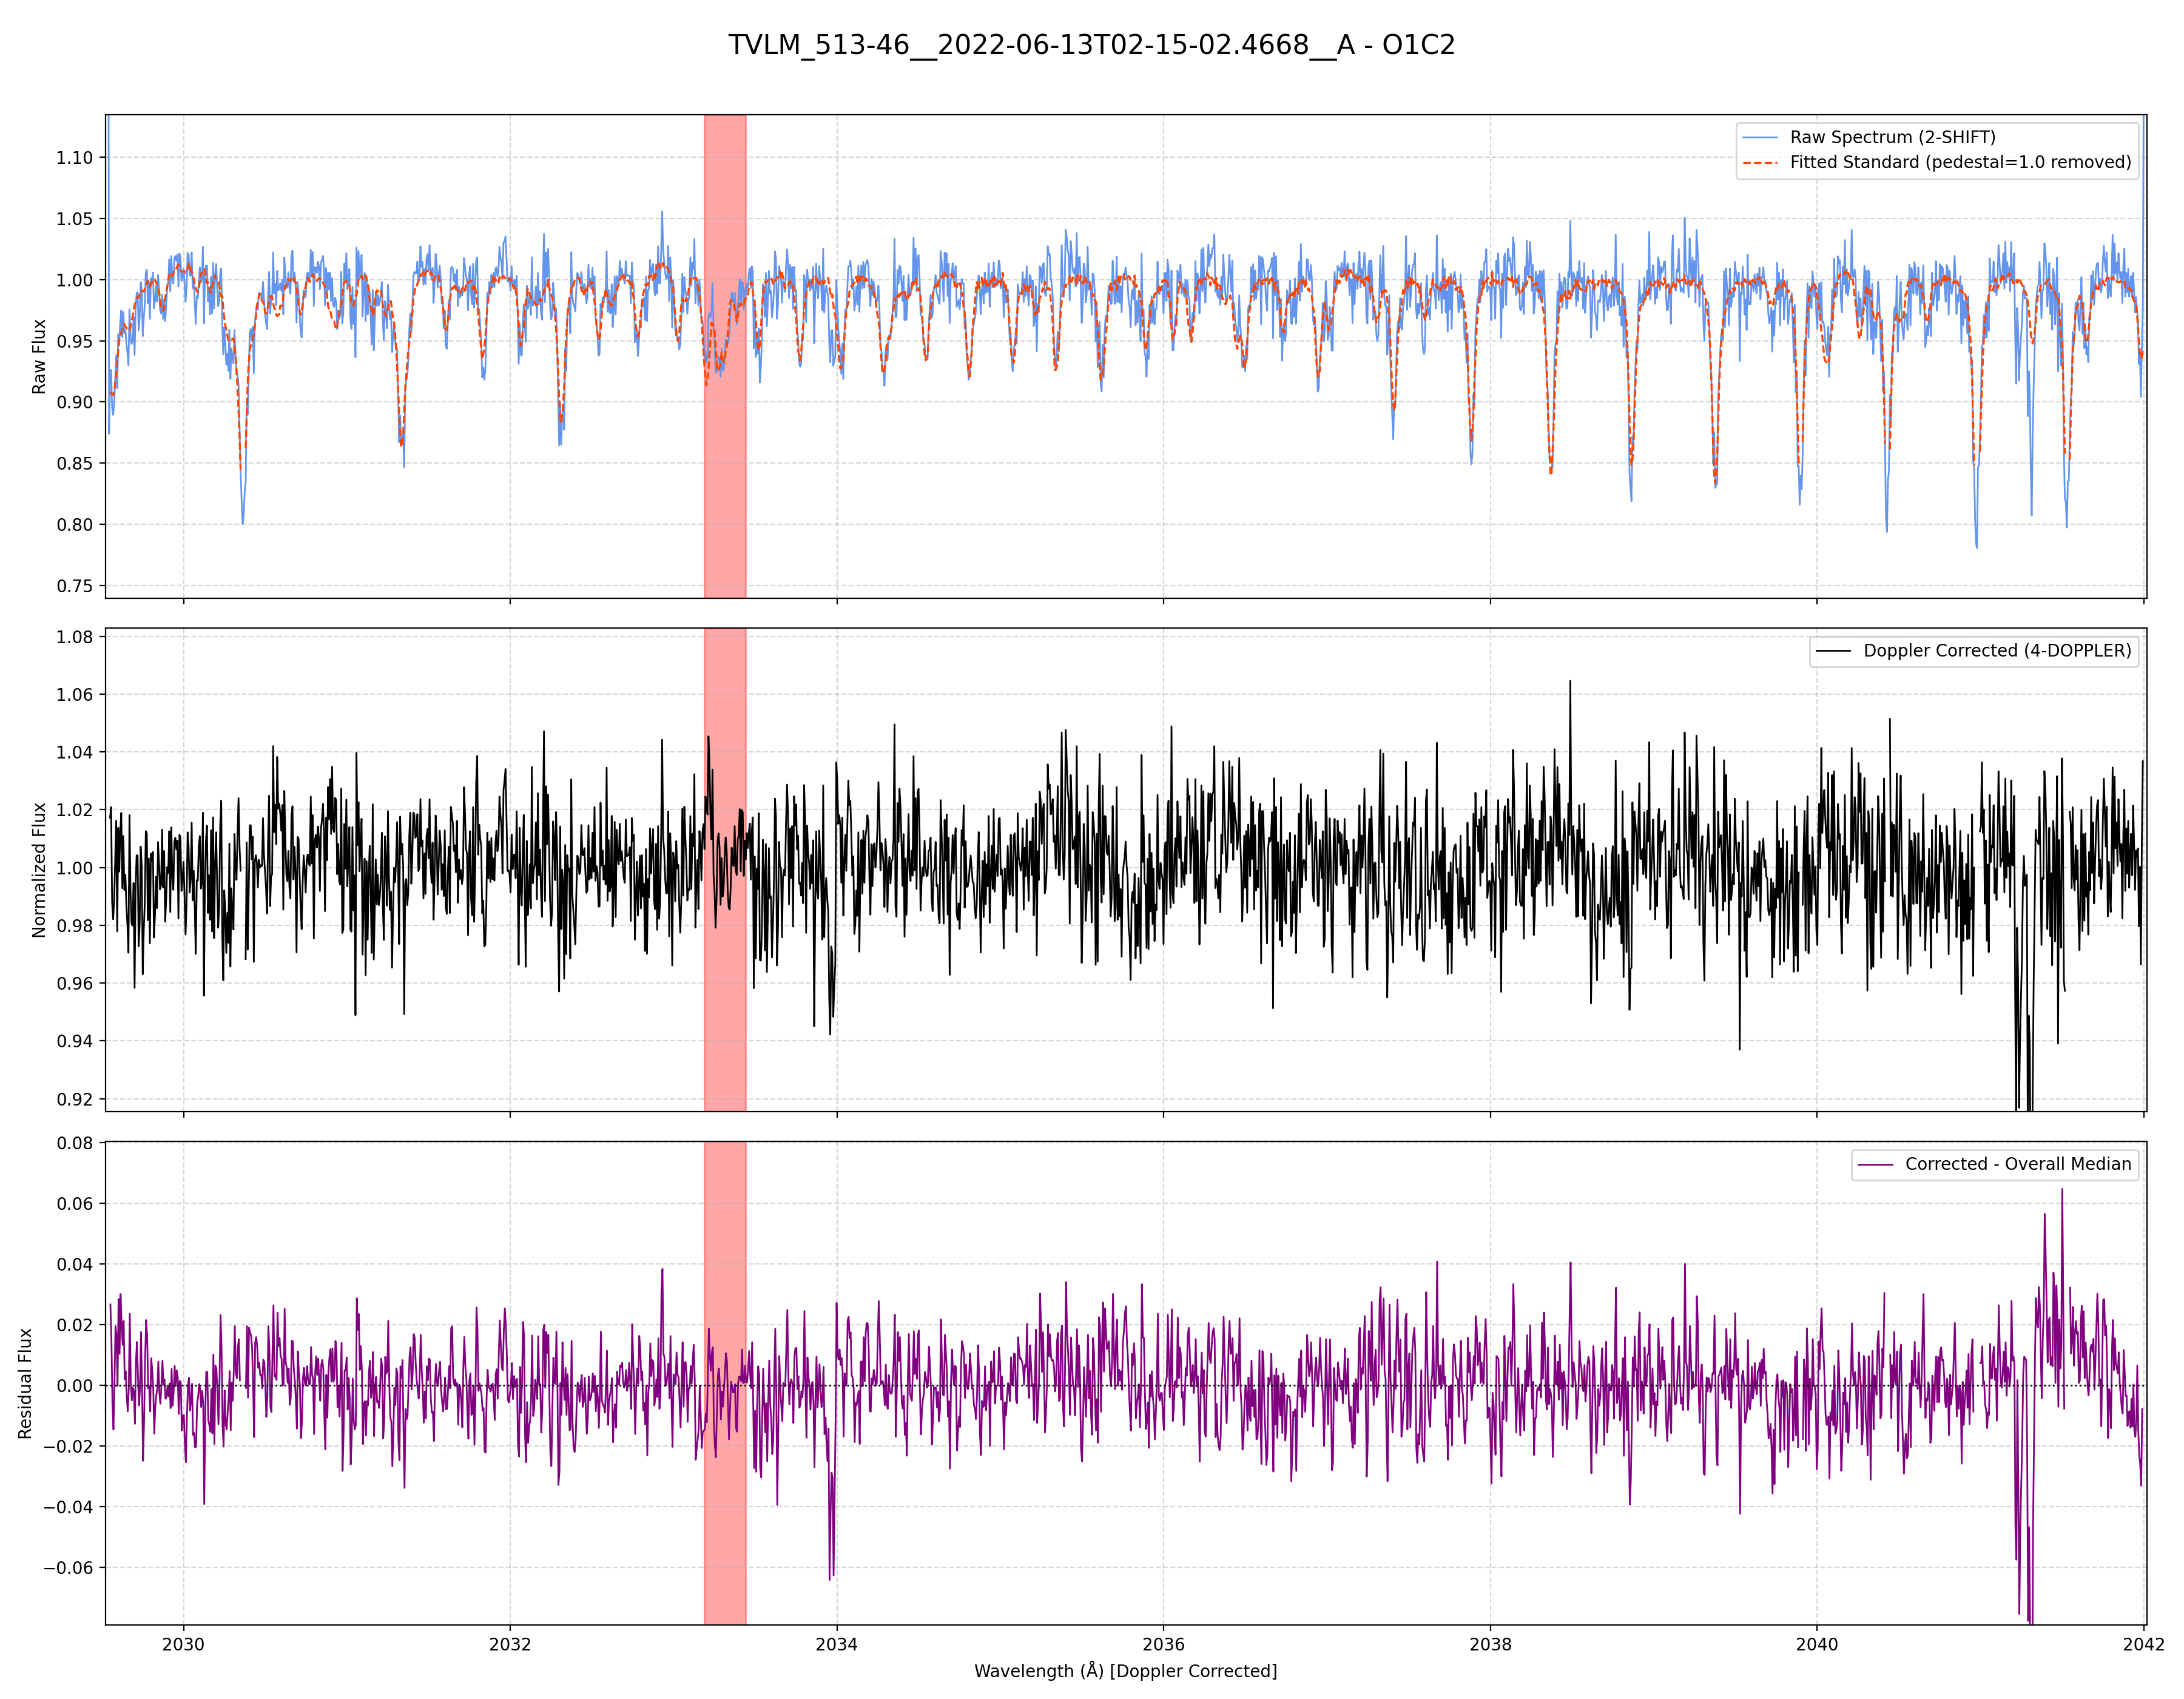 TVLM_513-46__2022-06-13T02-15-02.4668__A - O1C2
Raw Flux
1.10
1.05
1.00
0.95
0.90
0.85
0.80
0.75
Raw Spectrum (2-SHIFT)
Fitted Standard (pedestal=1.0 removed)
Normalized Flux
1.08
1.06
1.04
1.02
1.00
0.98
0.96
0.94
0.92
Doppler Corrected (4-DOPPLER)
Residual Flux
0.08
0.06
0.04
0.02
0.00
−0.02
−0.04
−0.06
Corrected - Overall Median
2030 2032 2034 2036 2038 2040 2042
Wavelength (Å) [Doppler Corrected]